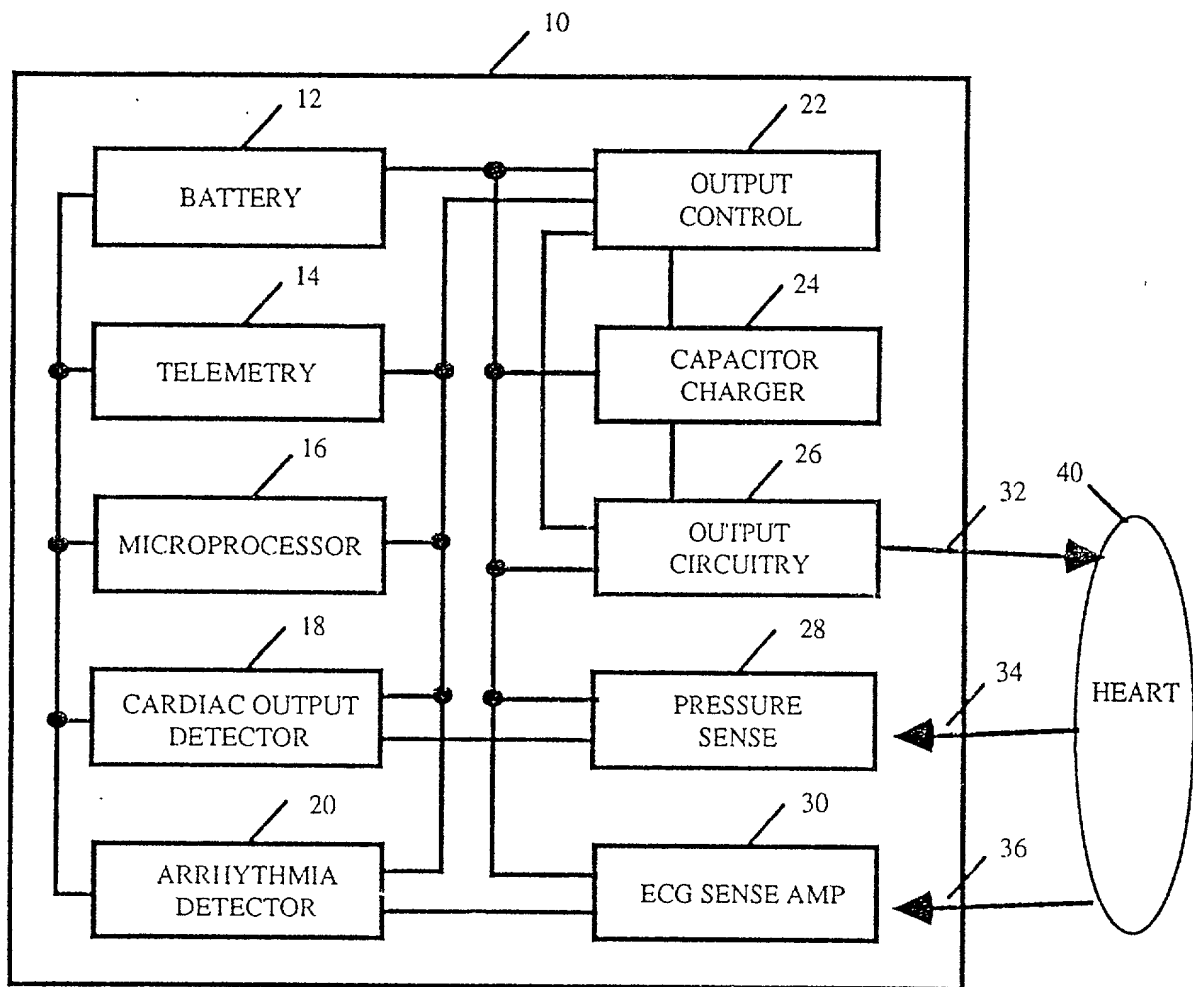 10
12
22
BATTERY
OUTPUT
CONTROL
14
24
TELEMETRY
CAPACITOR
CHARGER
16
26
32
40
MICROPROCESSOR
OUTPUT
CIRCUITRY
18
28
34
CARDIAC OUTPUT
DETECTOR
PRESSURE
SENSE
HEART
20
30
36
ARRHYTHMIA
DETECTOR
ECG SENSE AMP